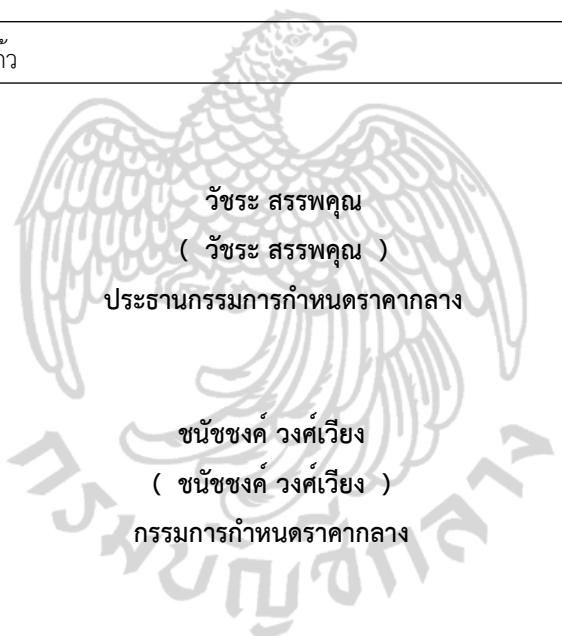 ก้ว
วัชระ สรรพคุณ
( วัชระ สรรพคุณ )
ประธานกรรมการกำหนดราคากลาง
ชนัชชงค์ วงศ์เวียง
( ชนัชชงค์ วงศ์เวียง )
กรรมการกำหนดราคากลาง
กรมบัญชีกลาง